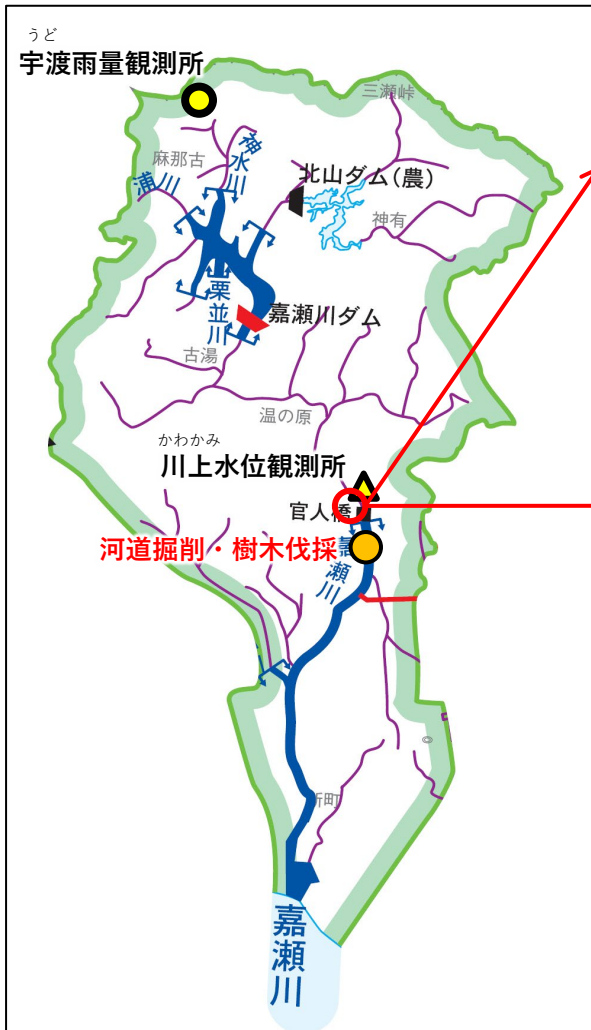 うど
宇渡雨量観測所
三瀬峠
麻那古
神水川
浦川
北山ダム(農)
神有
栗並川
嘉瀬川ダム
古湯
温の原
かわかみ
川上水位観測所
官人橋
河道掘削・樹木伐採
嘉瀬川
新町
嘉瀬川